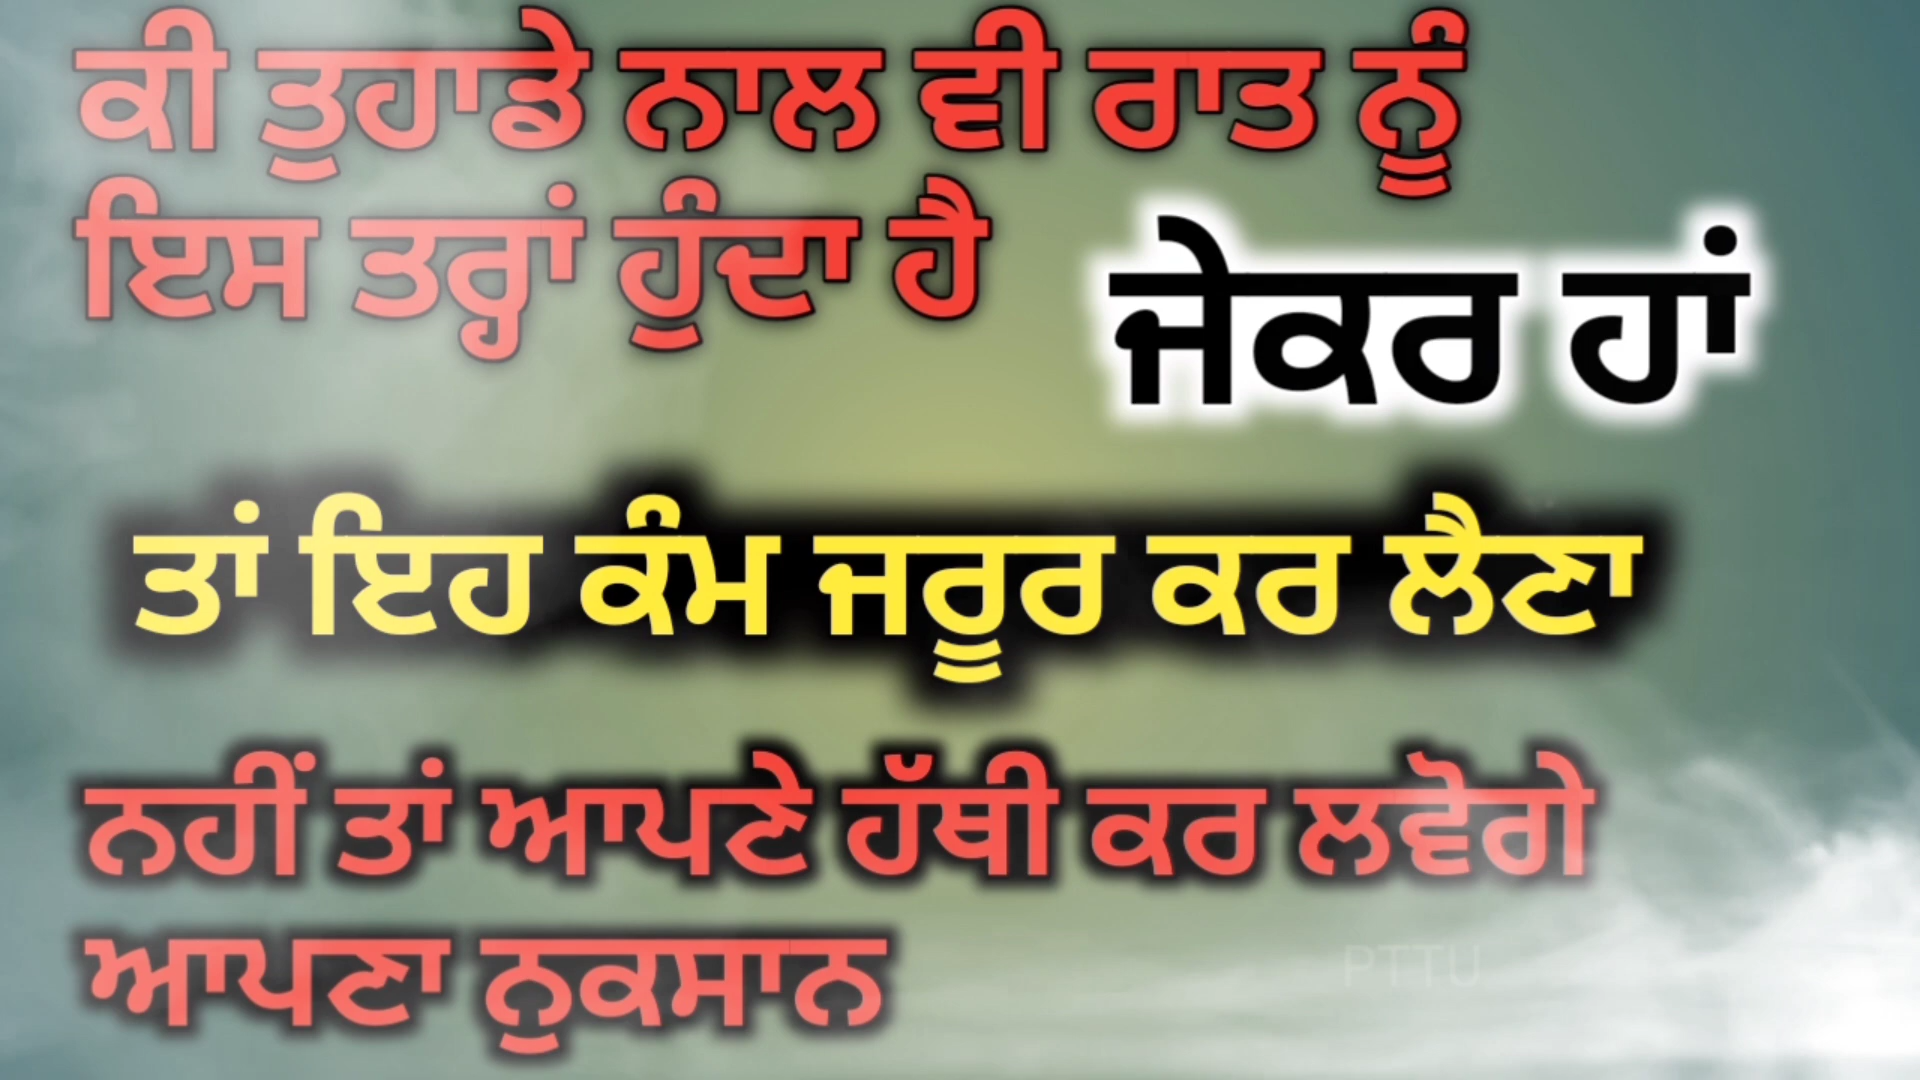 ਕੀ ਤੁਹਾਡੇ ਨਾਲ ਵੀ ਰਾਤ ਨੂੰ
ਇਸ ਤਰ੍ਹਾਂ ਹੁੰਦਾ ਹੈ
ਜੇਕਰ ਹਾਂ
ਤਾਂ ਇਹ ਕੰਮ ਜਰੂਰ ਕਰ ਲੈਣਾ
ਨਹੀਂ ਤਾਂ ਆਪਣੇ ਹੱਥੀ ਕਰ ਲਵੋਗੇ
ਆਪਣਾ ਨੁਕਸਾਨ
PTTU